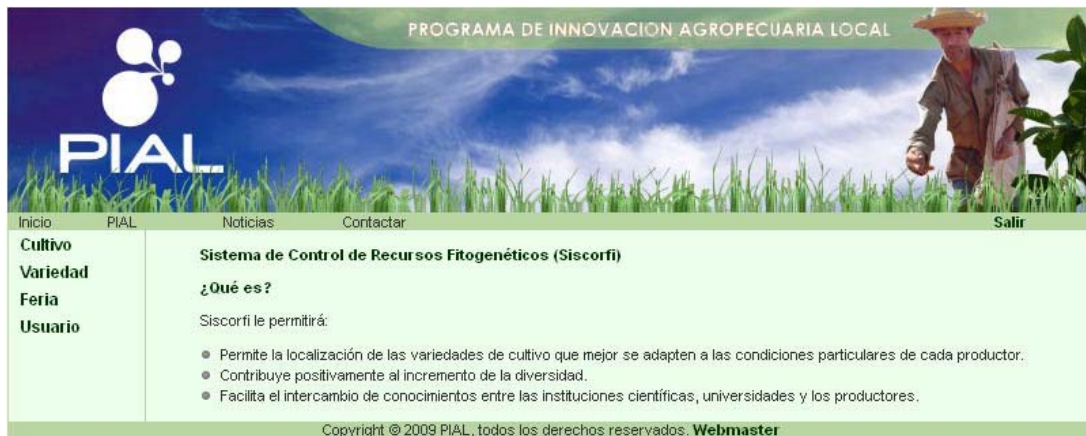 PROGRAMA DE INNOVACION AGROPECUARIA LOCAL
PIAL
Inicio PIAL Noticias Contactar Salir
Cultivo
Variedad
Feria
Usuario
Sistema de Control de Recursos Fitogenéticos (Siscorfi)
¿Qué es?
Siscorfi le permitirá:
Permite la localización de las variedades de cultivo que mejor se adapten a las condiciones particulares de cada productor.
Contribuye positivamente al incremento de la diversidad.
Facilita el intercambio de conocimientos entre las instituciones científicas, universidades y los productores.
Copyright © 2009 PIAL, todos los derechos reservados. Webmaster